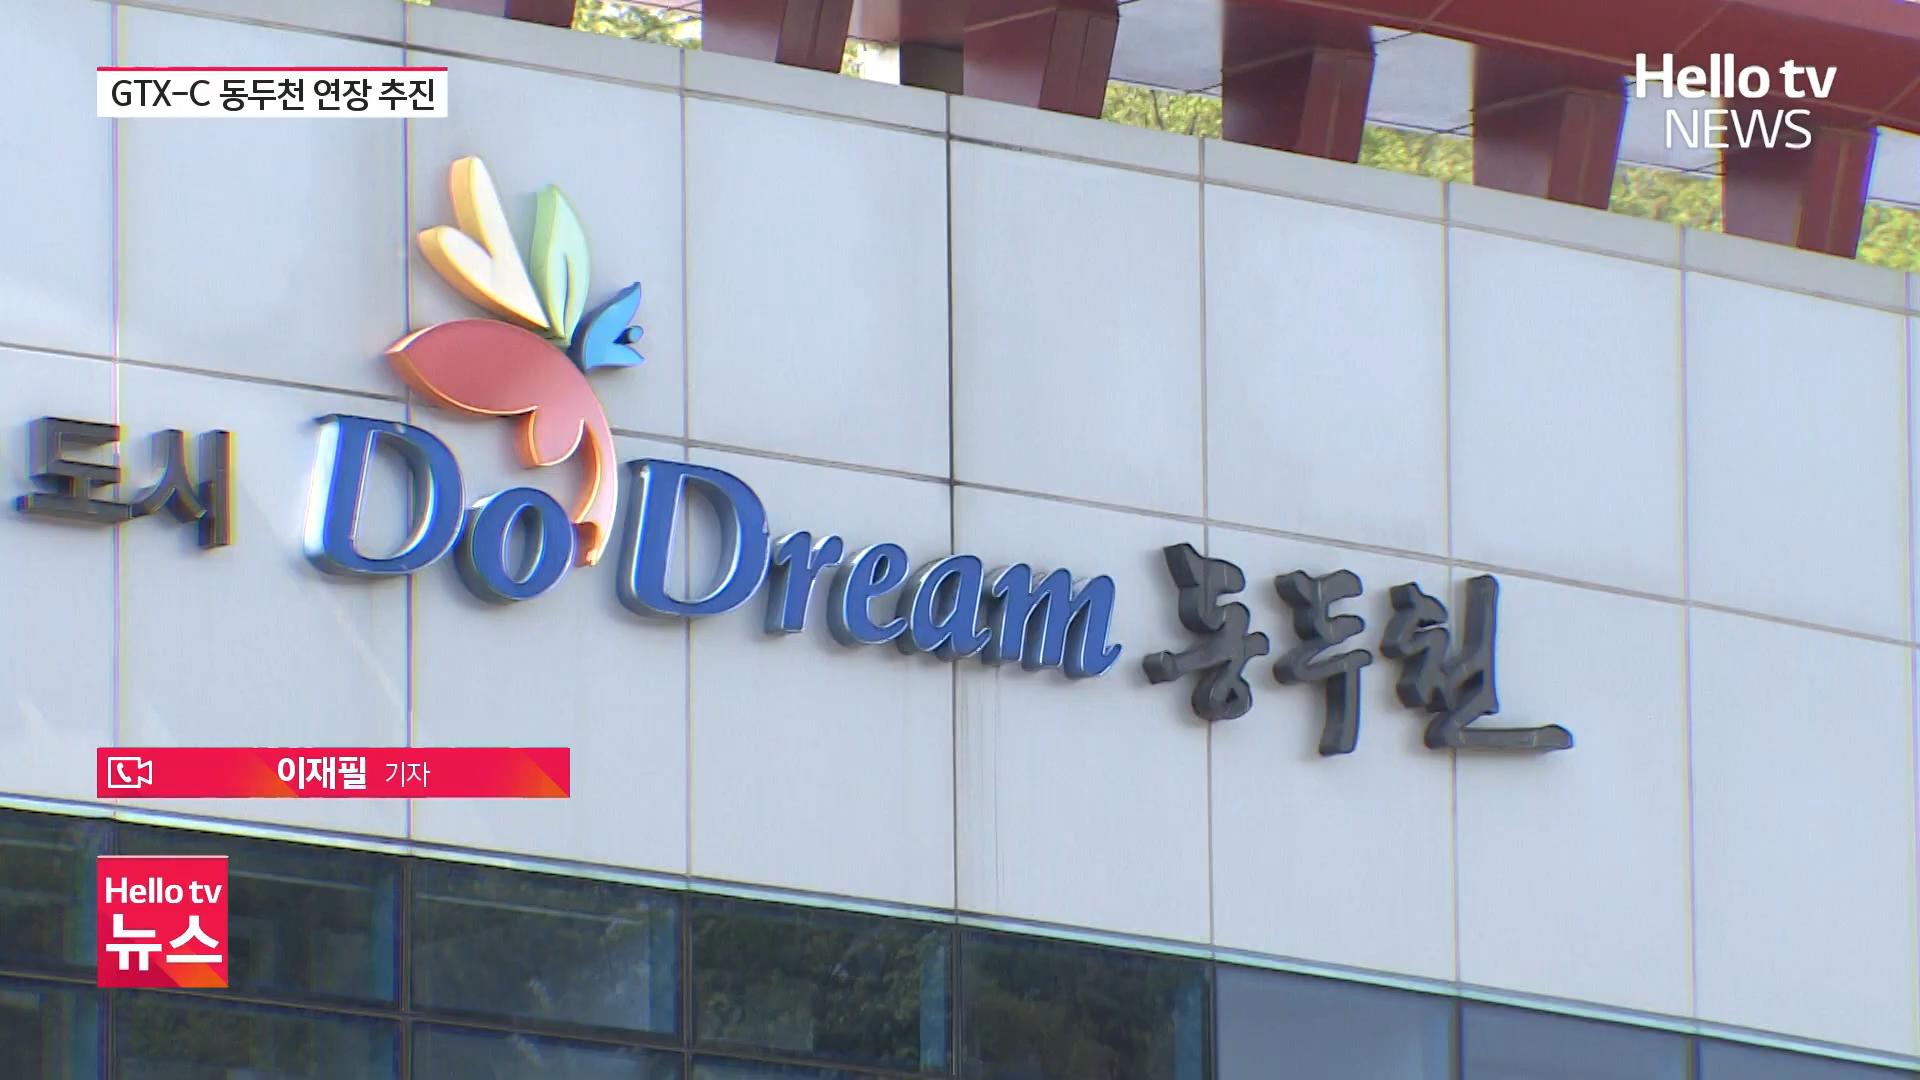 GTX-C 동두천 연장 추진
Hello tv
NEWS
도시 Do Dream 동두천
이재필 기자
Hello tv
뉴스